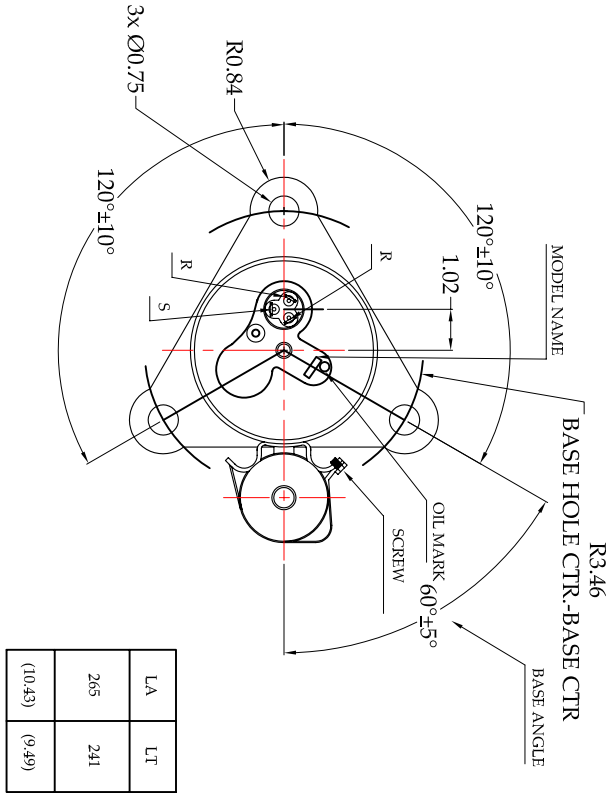 3x Ø0.75
R0.84
120°±10°
120°±10°
R
S
R
1.02
MODEL NAME
R3.46
BASE HOLE CTR.-BASE CTR
OIL MARK
SCREW
60°±5°
BASE ANGLE
LA LT
265 241
(10.43) (9.49)